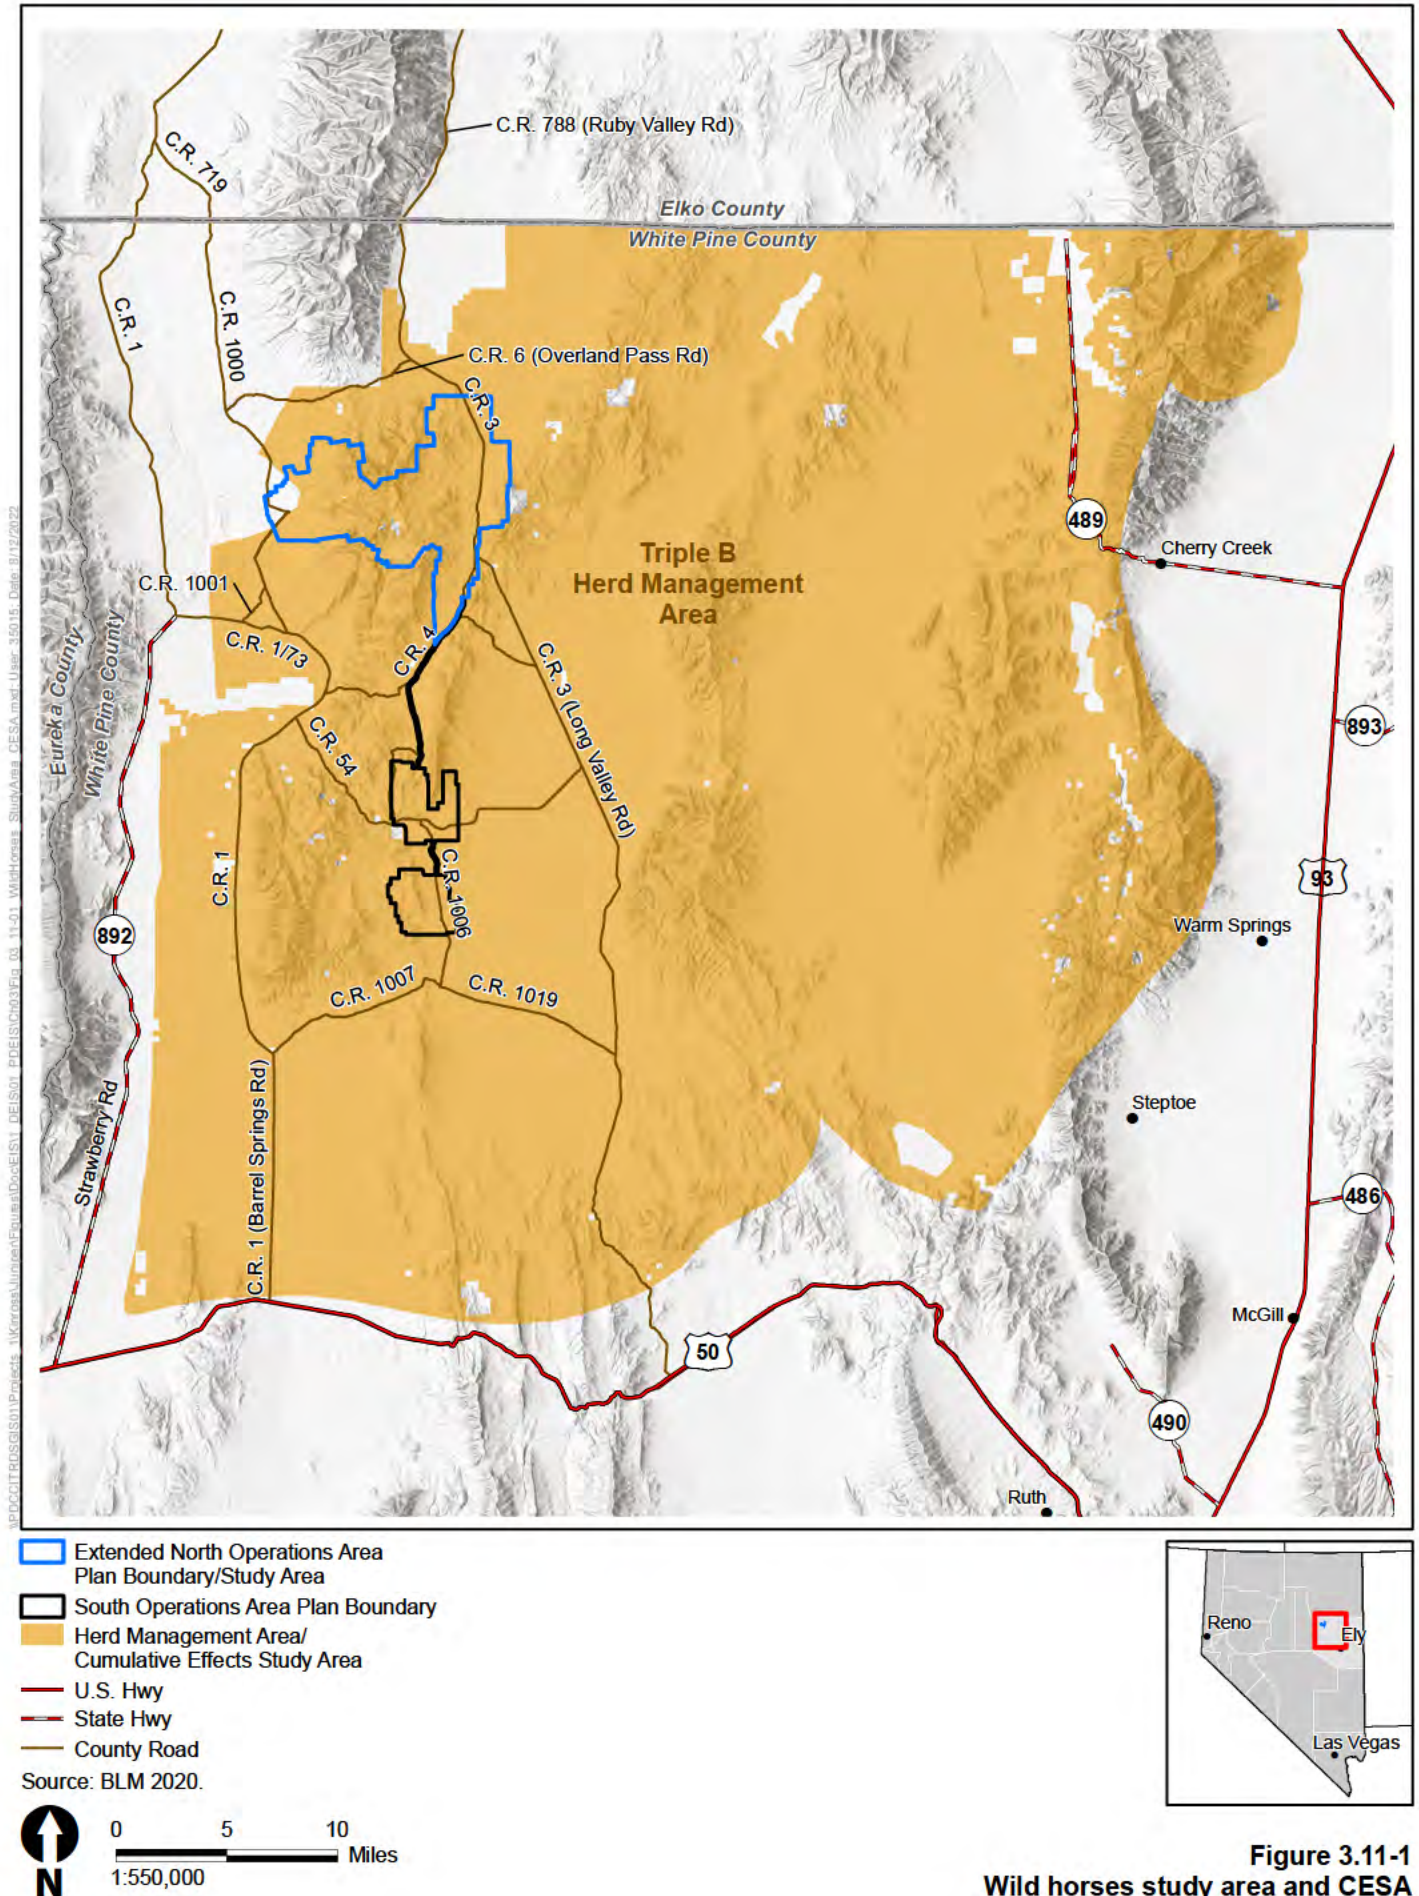 C.R. 788 (Ruby Valley Rd)
C.R. 719
Elko County
White Pine County
C.R. 1
C.R. 1000
C.R. 6 (Overland Pass Rd)
C.R. 3
489
Triple B
Herd Management
Area
Cherry Creek
C.R. 1001
C.R. 1/73
C.R. 4
C.R. 3 (Long Valley Rd)
Eureka County
White Pine County
893
C.R. 54
C.R. 1
C.R. 1006
93
892
Warm Springs
C.R. 1007
C.R. 1019
Strawberry Rd
C.R. 1 (Barrel Springs Rd)
Steptoe
486
McGill
50
490
Ruth
Extended North Operations Area
Plan Boundary/Study Area
South Operations Area Plan Boundary
Herd Management Area/
Cumulative Effects Study Area
U.S. Hwy
State Hwy
County Road
Source: BLM 2020.
0 5 10
Miles
1:550,000
N
Reno
Ely
Las Vegas
Figure 3.11-1
Wild horses study area and CESA